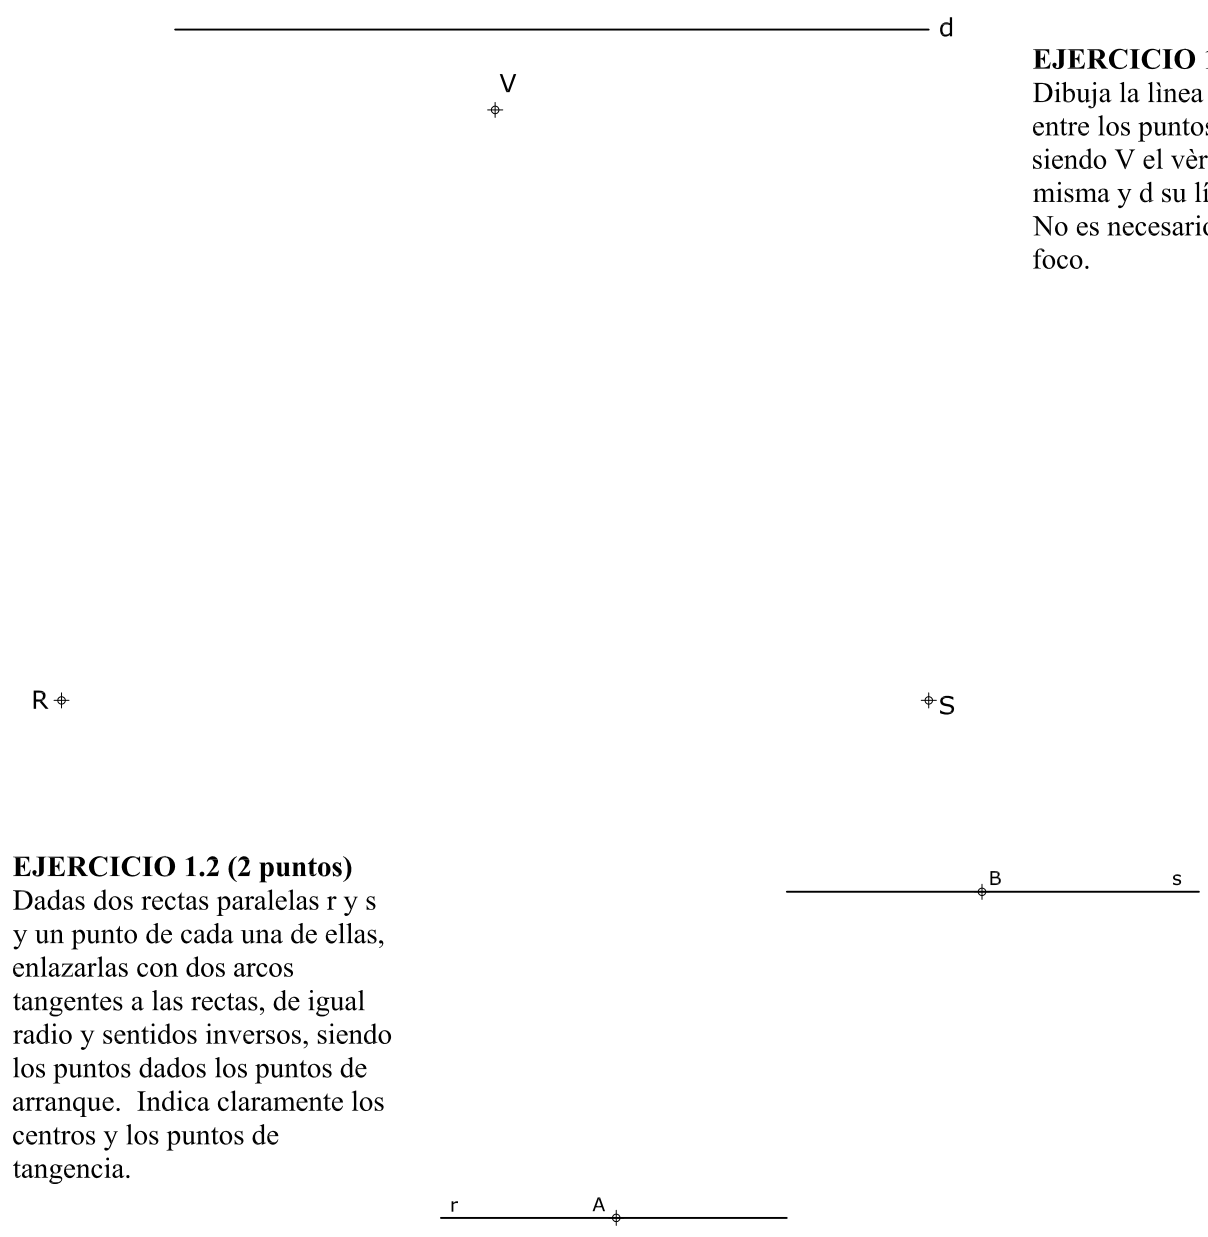 d
V
EJERCICIO
Dibuja la lìnea
entre los puntos
siendo V el
misma y d su
No es
foco.
R
S
EJERCICIO 1.2 (2 puntos)
Dadas dos rectas paralelas r y s
y un punto de cada una de ellas,
enlazarlas con dos arcos
tangentes a las rectas, de igual
radio y sentidos inversos, siendo
los puntos dados los puntos de
arranque. Indica claramente los
centros y los puntos de
tangencia.
B
s
r
A